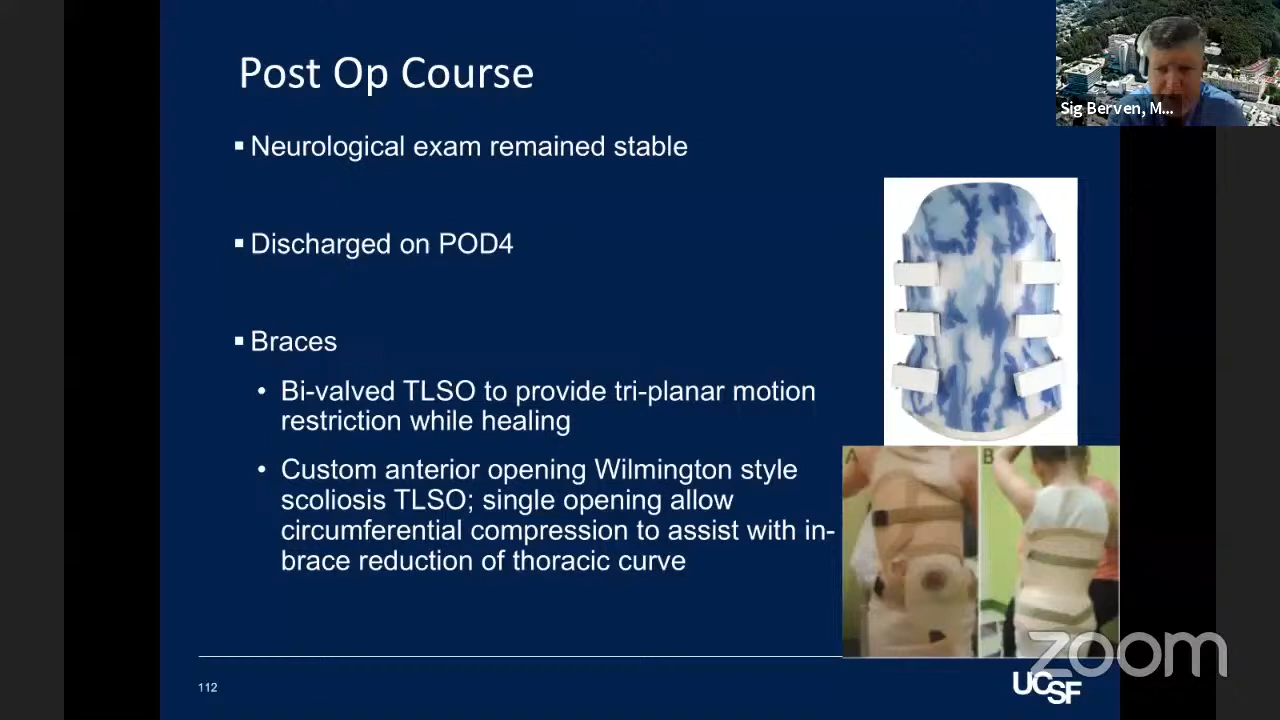 Post Op Course
Sig Berven, M...
▪ Neurological exam remained stable
▪ Discharged on POD4
▪ Braces
• Bi-valved TLSO to provide tri-planar motion
restriction while healing
• Custom anterior opening Wilmington style
scoliosis TLSO; single opening allow
circumferential compression to assist with in-
brace reduction of thoracic curve
A
B
zoom
112
UCSF